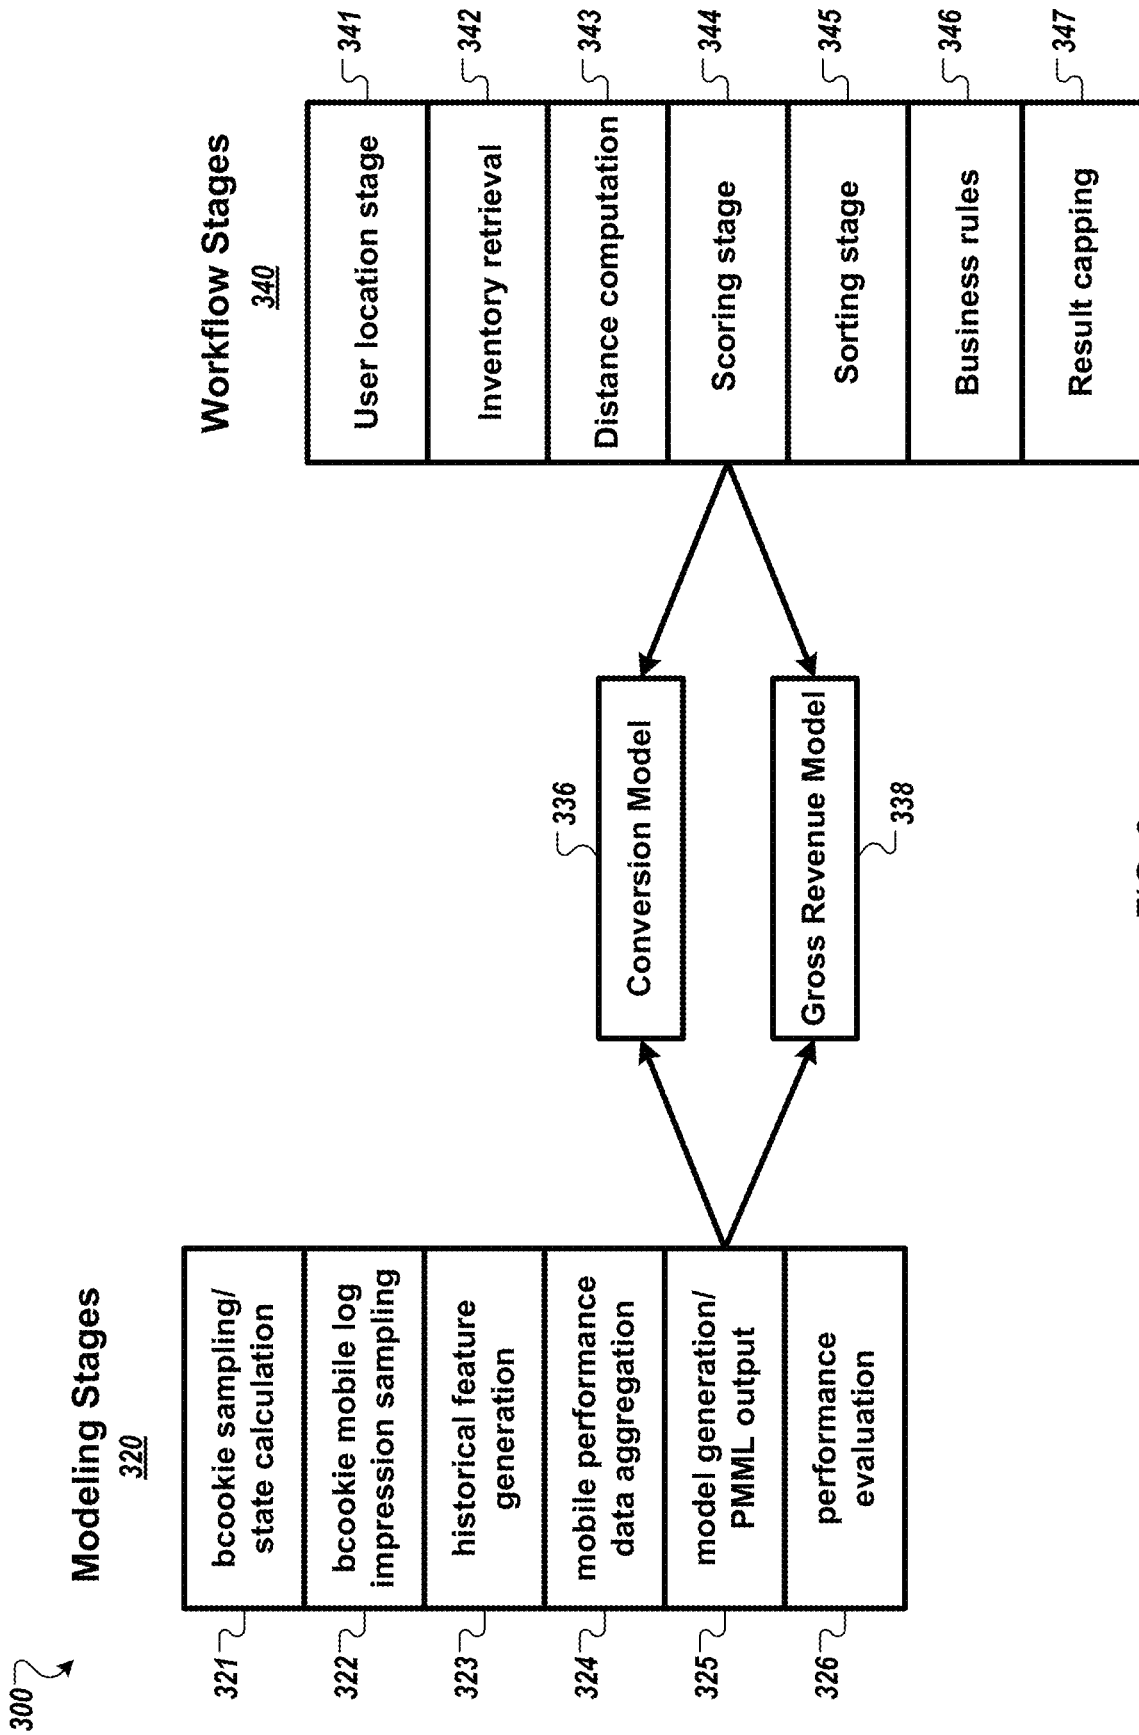 300
Modeling Stages
320
321
bcookie sampling/
state calculation
322
bcookie mobile log
impression sampling
323
historical feature
generation
324
mobile performance
data aggregation
325
model generation/
PMML output
326
performance
evaluation
336
Conversion Model
Gross Revenue Model
338
Workflow Stages
340
User location stage
341
Inventory retrieval
342
Distance computation
343
Scoring stage
344
Sorting stage
345
Business rules
346
Result capping
347